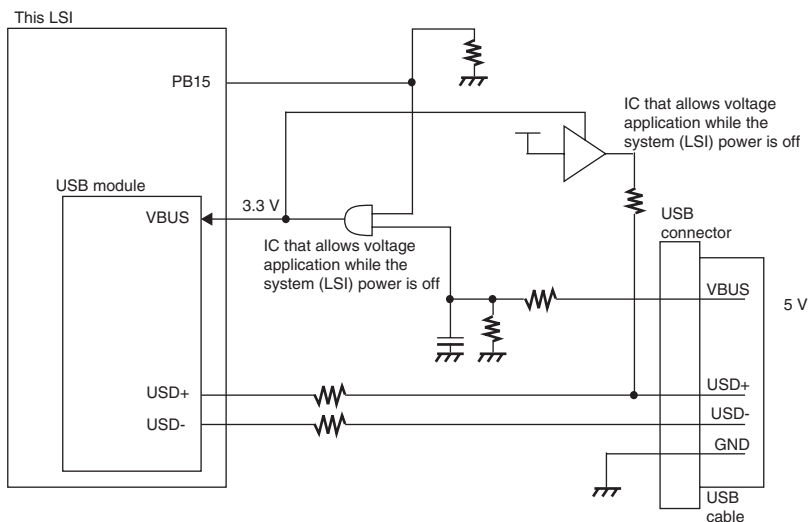 This LSI
PB15
IC that allows voltage
application while the
system (LSI) power is off
USB module
3.3 V
VBUS
IC that allows voltage
application while the
system (LSI) power is off
USB
connector
VBUS
5 V
USD+
USD+
USD-
USD-
GND
USB
cable